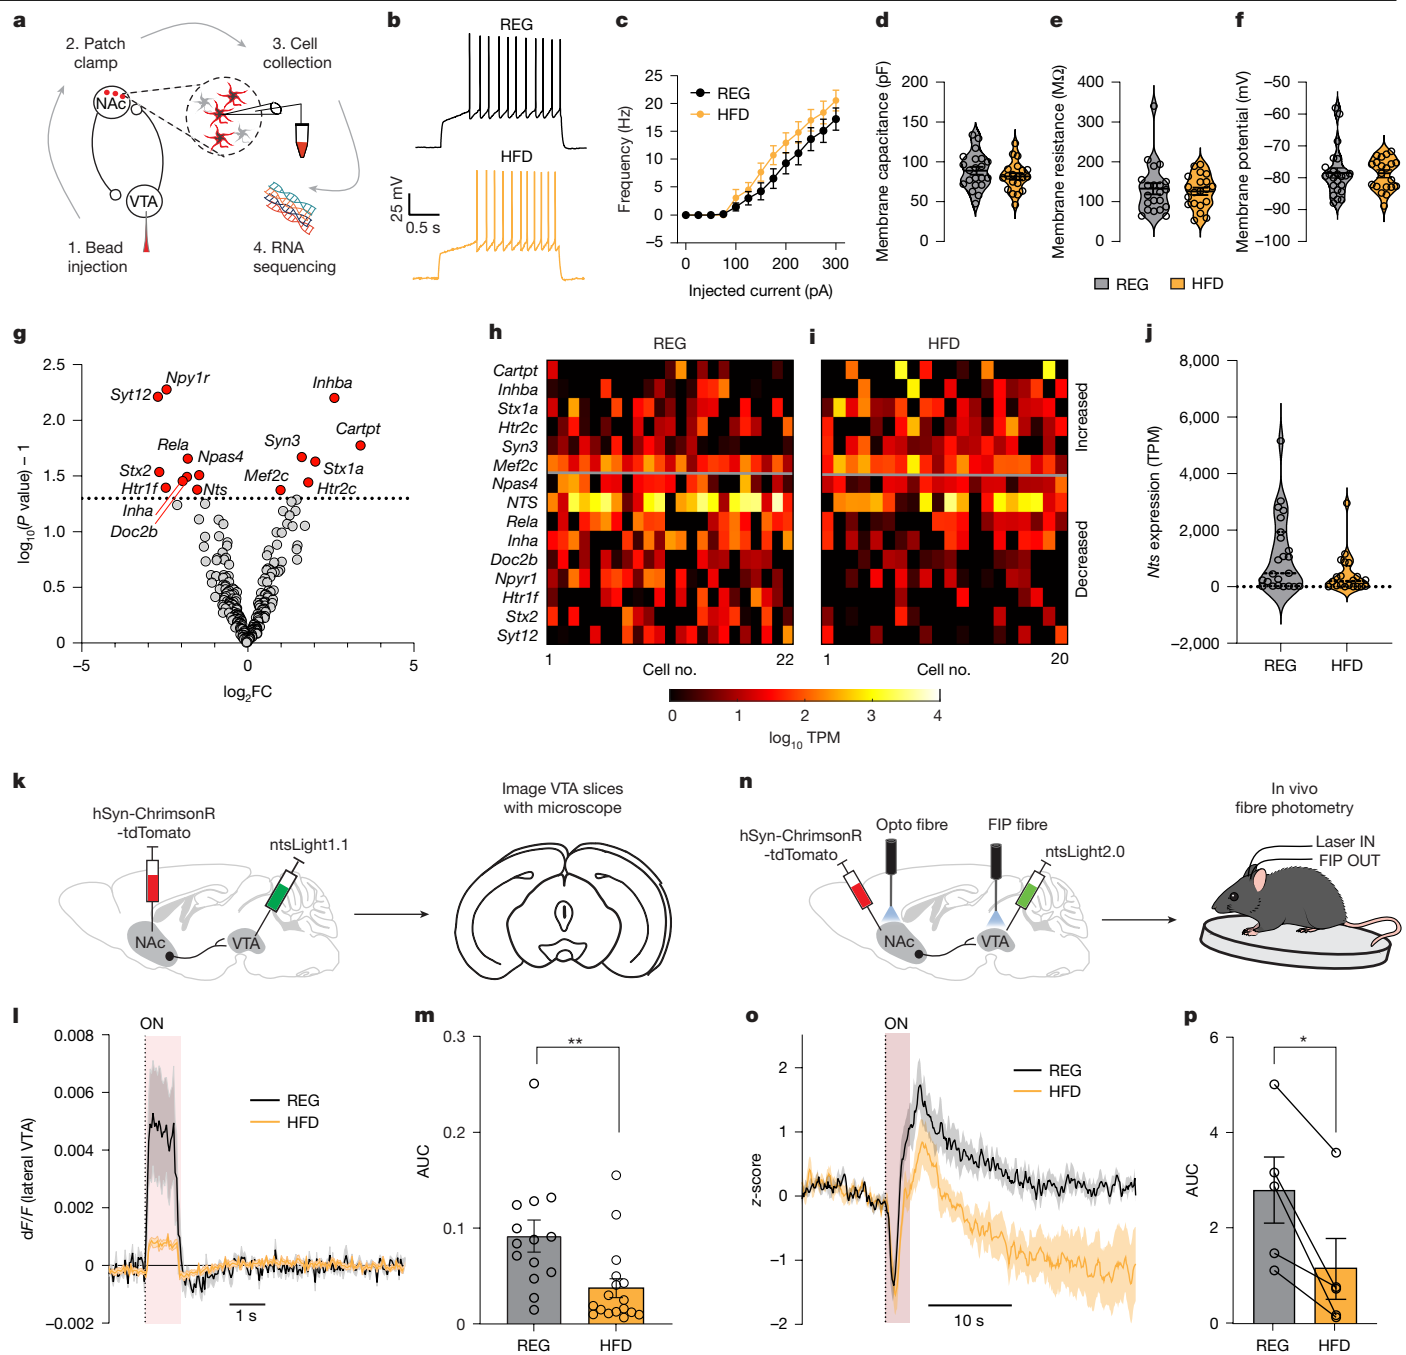 a
2. Patch
clamp
3. Cell
collection
NAc
VTA
1. Bead
injection
4. RNA
sequencing
b
REG
HFD
25 mV
0.5 s
c
25
20
15
10
5
0
−5
Frequency (Hz)
REG
HFD
0
100
200
300
Injected current (pA)
d
200
150
100
50
0
Membrane capacitance (pF)
e
400
300
200
100
0
Membrane resistance (MΩ)
f
−50
−60
−70
−80
−90
−100
Membrane potential (mV)
REG
HFD
g
2.5
2.0
1.5
1.0
0.5
0
log10(P value) − 1
Npy1r
Syt12
Inhba
Cartpt
Rela
Syn3
Npas4
Stx2
Mef2c
Stx1a
Htr1f
Nts
Htr2c
Inha
Doc2b
−5
0
5
log2FC
h
REG
Cartpt
Inhba
Stx1a
Htr2c
Syn3
Mef2c
Npas4
NTS
Rela
Inha
Doc2b
Npyr1
Htr1f
Stx2
Syt12
1
22
Cell no.
i
HFD
Increased
Decreased
1
20
Cell no.
0
1
2
3
4
log10 TPM
j
8,000
6,000
4,000
2,000
0
−2,000
Nts expression (TPM)
REG
HFD
k
hSyn-ChrimsonR
-tdTomato
ntsLight1.1
NAc
VTA
Image VTA slices
with microscope
n
hSyn-ChrimsonR
-tdTomato
Opto fibre
FIP fibre
ntsLight2.0
NAc
VTA
In vivo
fibre photometry
Laser IN
FIP OUT
l
ON
0.008
0.006
0.004
0.002
0
−0.002
dF/F (lateral VTA)
REG
HFD
1 s
m
0.3
0.2
0.1
0
AUC
**
REG
HFD
o
ON
2
1
0
−1
−2
z-score
REG
HFD
10 s
p
6
4
2
0
AUC
*
REG
HFD